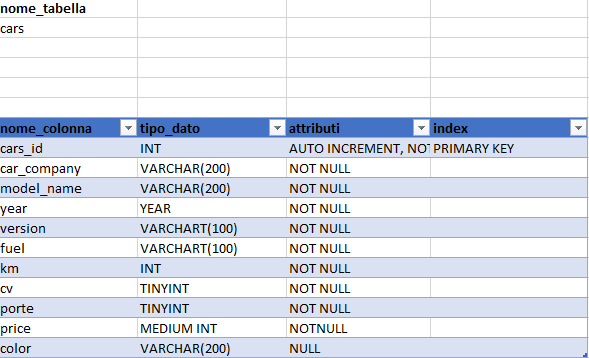 nome_tabella
cars
nome_colonna tipo_dato attributi index
cars_id INT AUTO INCREMENT, NOT PRIMARY KEY
car_company VARCHAR(200) NOT NULL
model_name VARCHAR(200) NOT NULL
year YEAR NOT NULL
version VARCHART(100) NOT NULL
fuel VARCHART(100) NOT NULL
km INT NOT NULL
cv TINYINT NOT NULL
porte TINYINT NOT NULL
price MEDIUM INT NOTNULL
color VARCHAR(200) NULL